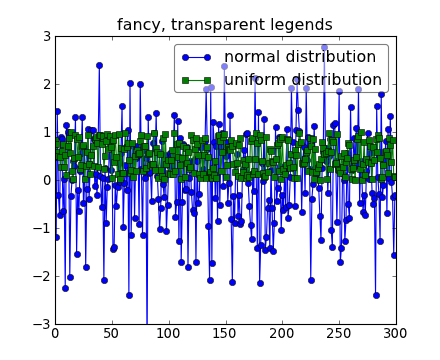 fancy, transparent legends
normal distribution
uniform distribution
3
2
1
0
−1
−2
−3
0 50 100 150 200 250 300